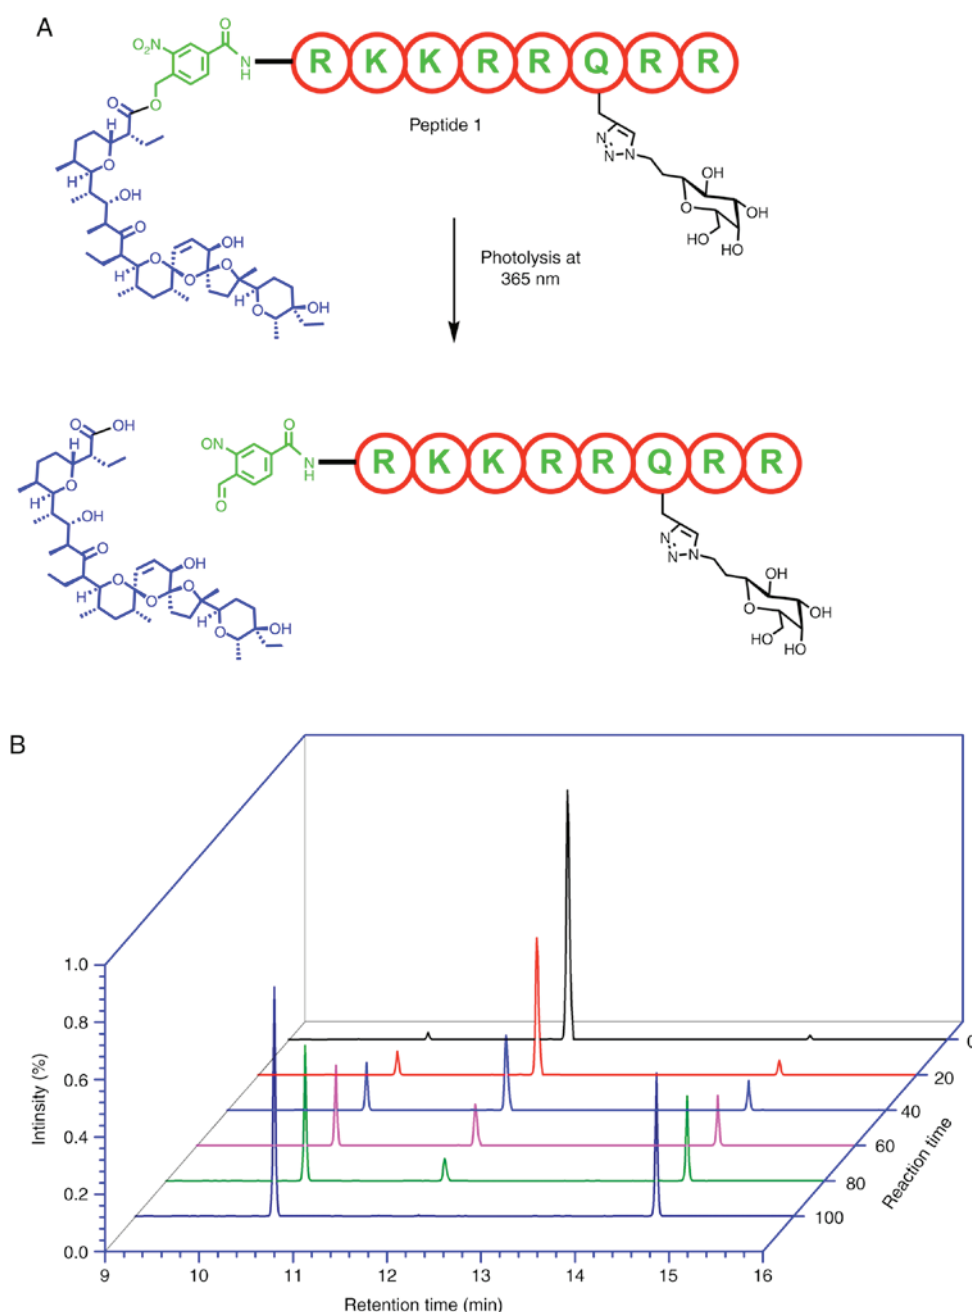 A
O
O₂N
N
H
R K K R R Q R R
O
O
Peptide 1
H
N
N
N
O
OH
H
OH
O
OH
O
HO
HO
O
O
OH
O
H
O
O
H
O
OH
Photolysis at
365 nm
O
OH
H
O
H
OH
O
O
OH
O
H
O
O
H
O
OH
ON
O
O
N
H
R K K R R Q R R
N
N
N
OH
O
OH
HO
HO
B
1.0
0.8
0.6
0.4
0.2
0.0
Intinsity (%)
9 10 11 12 13 14 15 16
Retention time (min)
0
20
40
60
80
100
Reaction time